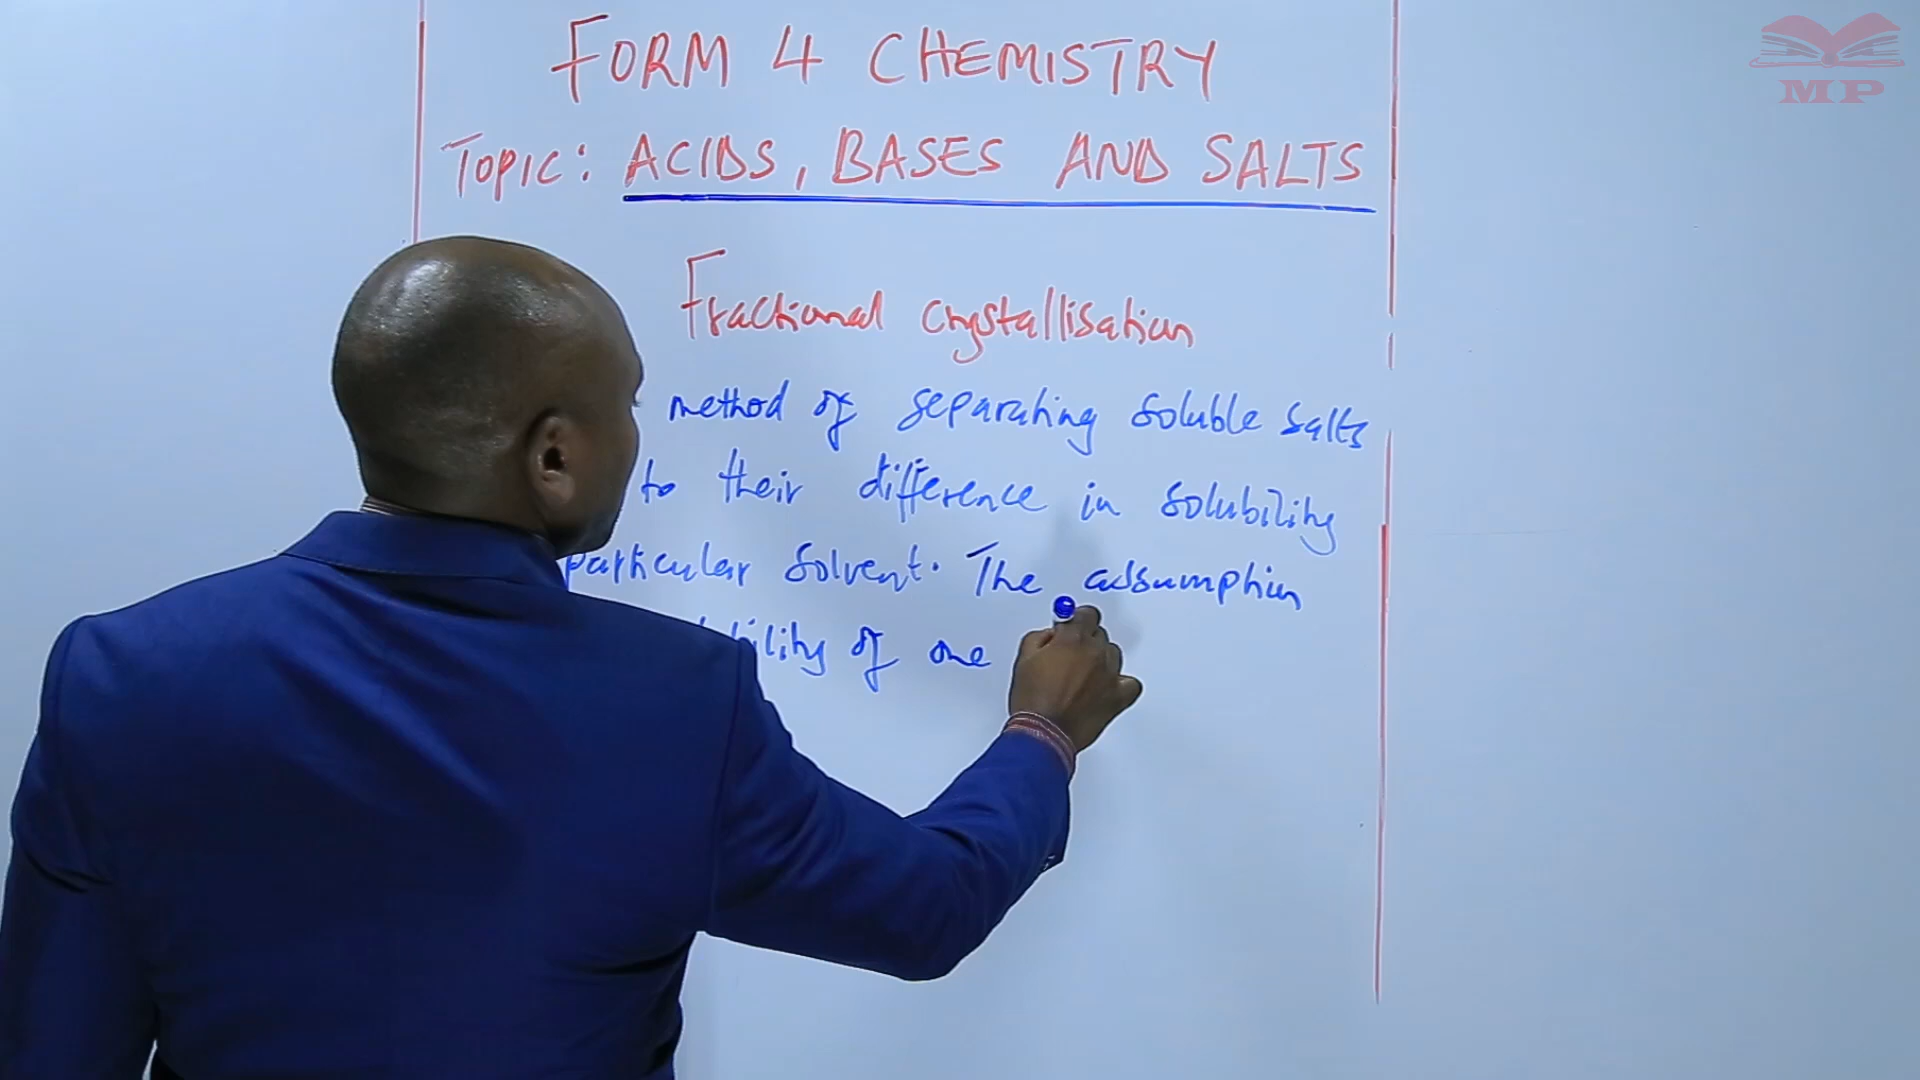 FORM 4 CHEMISTRY
TOPIC: ACIDS, BASES AND SALTS
Fractional crystallisation
method of separating soluble salts
to their difference in solubility
particular solvent. The assumption
of one
MP